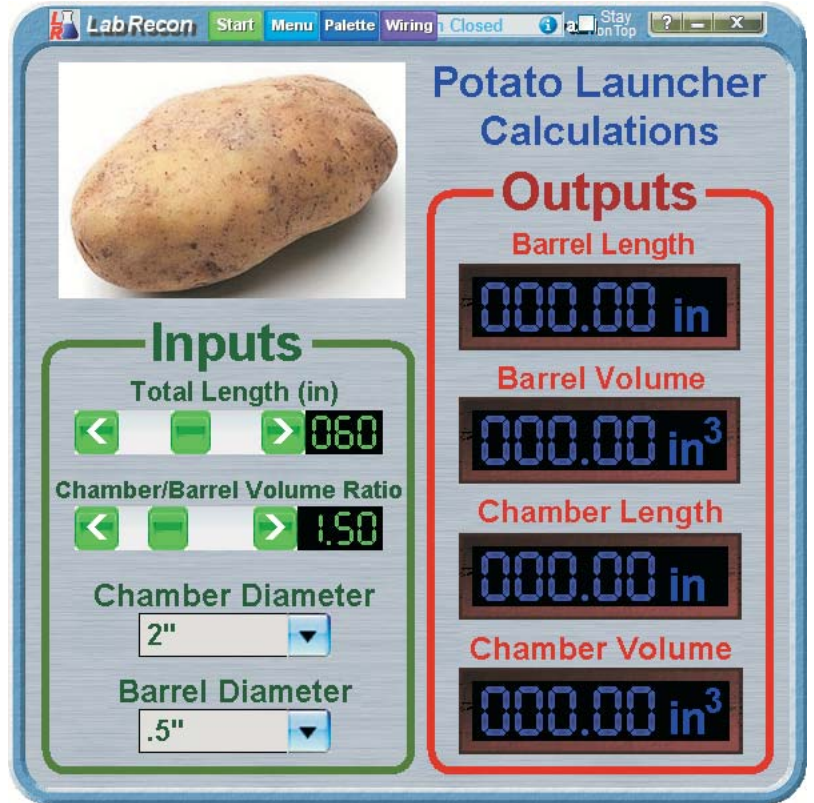 LR LabRecon Start Menu Palette Wiring Closed Stay
on Top ? – X
Potato Launcher
Calculations
Outputs
Barrel Length
000.00 in
Barrel Volume
000.00 in³
Chamber Length
000.00 in
Chamber Volume
000.00 in³
Inputs
Total Length (in)
060
Chamber/Barrel Volume Ratio
1.50
Chamber Diameter
2"
Barrel Diameter
.5"